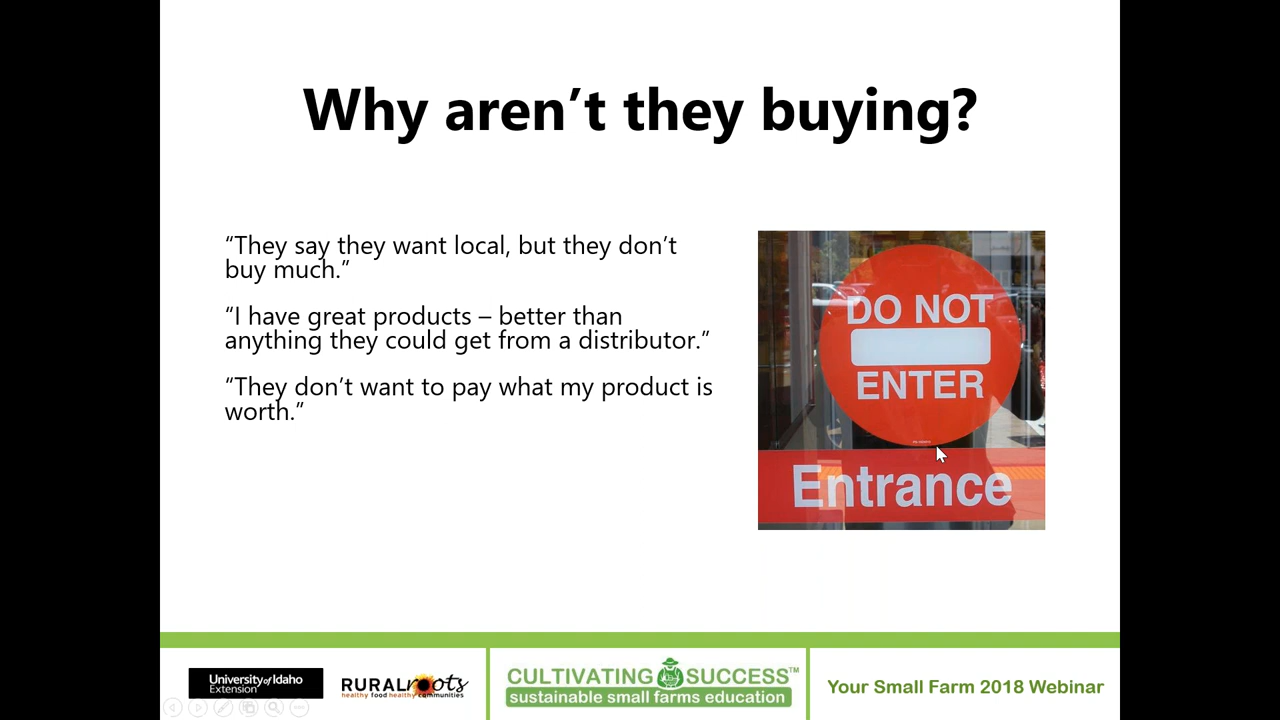 Why aren’t they buying?
“They say they want local, but they don’t
buy much.”
“I have great products – better than
anything they could get from a distributor.”
“They don’t want to pay what my product is
worth.”
DO NOT
ENTER
Entrance
University of Idaho
Extension
RURALroots
healthy food healthy communities
CULTIVATING SUCCESS™
sustainable small farms education
Your Small Farm 2018 Webinar